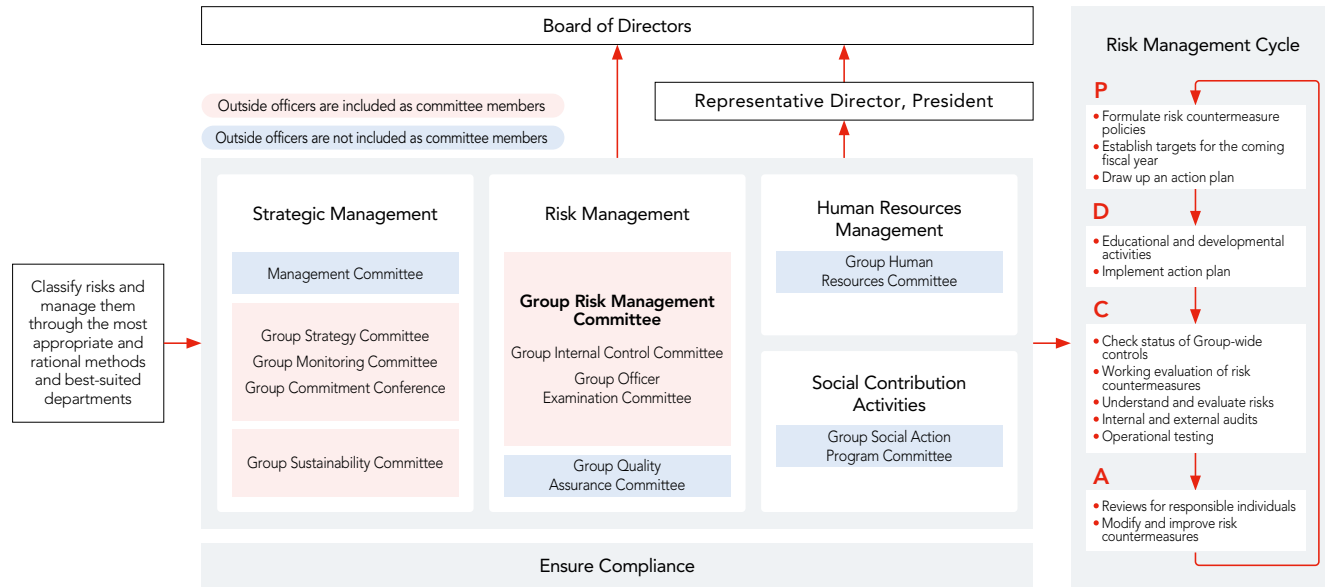 Board of Directors
Representative Director, President
Outside officers are included as committee members
Outside officers are not included as committee members
Classify risks and
manage them
through the most
appropriate and
rational methods
and best-suited
departments
Strategic Management
Management Committee
Group Strategy Committee
Group Monitoring Committee
Group Commitment Conference
Group Sustainability Committee
Risk Management
Group Risk Management
Committee
Group Internal Control Committee
Group Officer
Examination Committee
Group Quality
Assurance Committee
Human Resources
Management
Group Human
Resources Committee
Social Contribution
Activities
Group Social Action
Program Committee
Ensure Compliance
Risk Management Cycle
P
• Formulate risk countermeasure
policies
• Establish targets for the coming
fiscal year
• Draw up an action plan
D
• Educational and developmental
activities
• Implement action plan
C
• Check status of Group-wide
controls
• Working evaluation of risk
countermeasures
• Understand and evaluate risks
• Internal and external audits
• Operational testing
A
• Reviews for responsible individuals
• Modify and improve risk
countermeasures